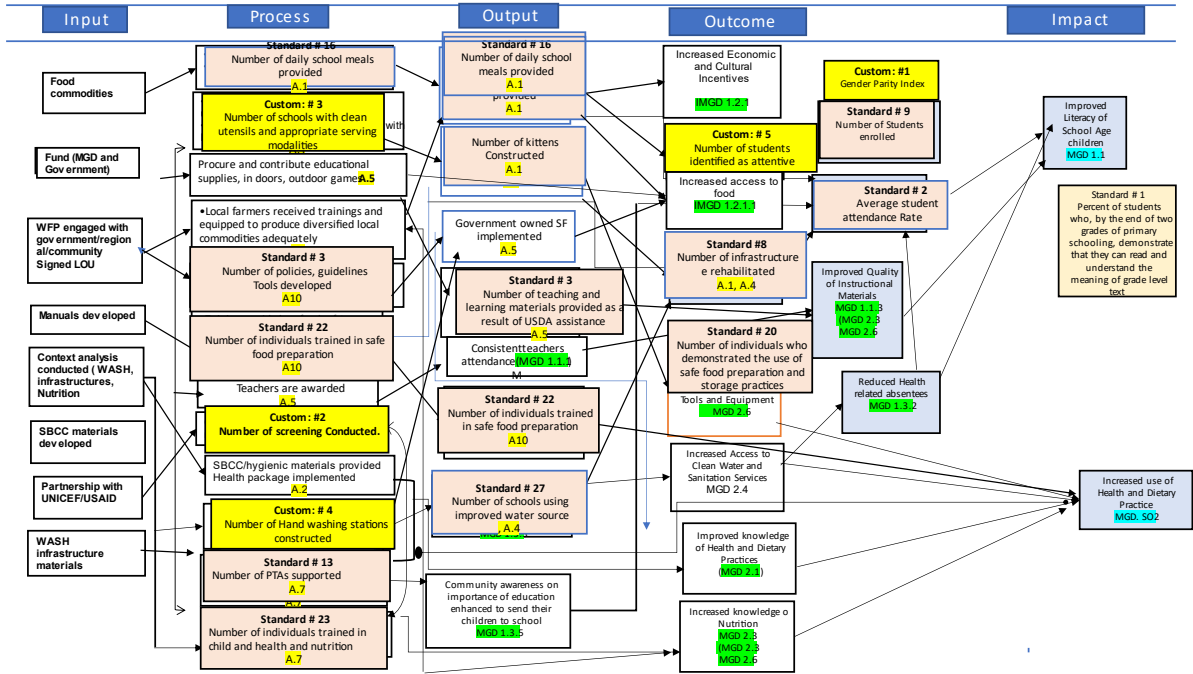 Input
Process
Output
Outcome
Impact
Food
commodities
Fund (MGD and
Government)
WFP engaged with
government/region
al/community
Signed LOU
Manuals developed
Context analysis
conducted ( WASH,
infrastructures,
Nutrition
SBCC materials
developed
Partnership with
UNICEF/USAID
WASH
infrastructure
materials
Standard # 16
Number of daily school meals
provided
A.1
Custom: # 3
Number of schools with clean
utensils and appropriate serving
modalities
with
Procure and contribute educational
supplies, in doors, outdoor games
A.5
•Local farmers received trainings and
equipped to produce diversified local
commodities adequately
Standard # 3
Number of policies, guidelines
Tools developed
A10
Standard # 22
Number of individuals trained in safe
food preparation
A10
Teachers are awarded
A.5
Custom: #2
Number of screening Conducted.
SBCC/hygienic materials provided
Health package implemented
A.2
Custom: # 4
Number of Hand washing stations
constructed
Standard # 13
Number of PTAs supported
A.7
A.7
Standard # 23
Number of individuals trained in
child and health and nutrition
A.7
Standard # 16
Number of daily school
meals provided
provided
A.1
Number of kittens
Constructed
A.1
Government owned SF
implemented
A.5
Standard # 3
Number of teaching and
learning materials provided as a
result of USDA assistance
A.5
Consistentteachers
attendance(MGD 1.1.1)
M
Standard # 22
Number of individuals trained
in safe food preparation
A10
Standard # 27
Number of schools using
improved water source
, A.4
Community awareness on
importance of education
enhanced to send their
children to school
MGD 1.3.5
Increased Economic
and Cultural
Incentives
IMGD 1.2.1
Custom: # 5
Number of students
identified as attentive
Increased access to
food
IMGD 1.2.1.1
Standard #8
Number of infrastructure
e rehabilitated
A.1, A.4
Standard # 20
Number of individuals who
demonstrated the use of
safe food preparation and
storage practices
Tools and Equipment
MGD 2.6
Increased Access to
Clean Water and
Sanitation Services
MGD 2.4
Improved knowledge
of Health and Dietary
Practices
(MGD 2.1)
Increased knowledge o
Nutrition
MGD 2.3
(MGD 2.3
MGD 2.6
Custom: #1
Gender Parity Index
Standard # 9
Number of Students
enrolled
Standard # 2
Average student
attendance Rate
Improved Quality
of Instructional
Materials
MGD 1.1.3
(MGD 2.3
MGD 2.6
Reduced Health
related absentees
MGD 1.3.2
Improved
Literacy of
School Age
children
MGD 1.1
Standard # 1
Percent of students
who, by the end of two
grades of primary
schooling, demonstrate
that they can read and
understand the
meaning of grade level
text
Increased use of
Health and Dietary
Practice
MGD. SO2